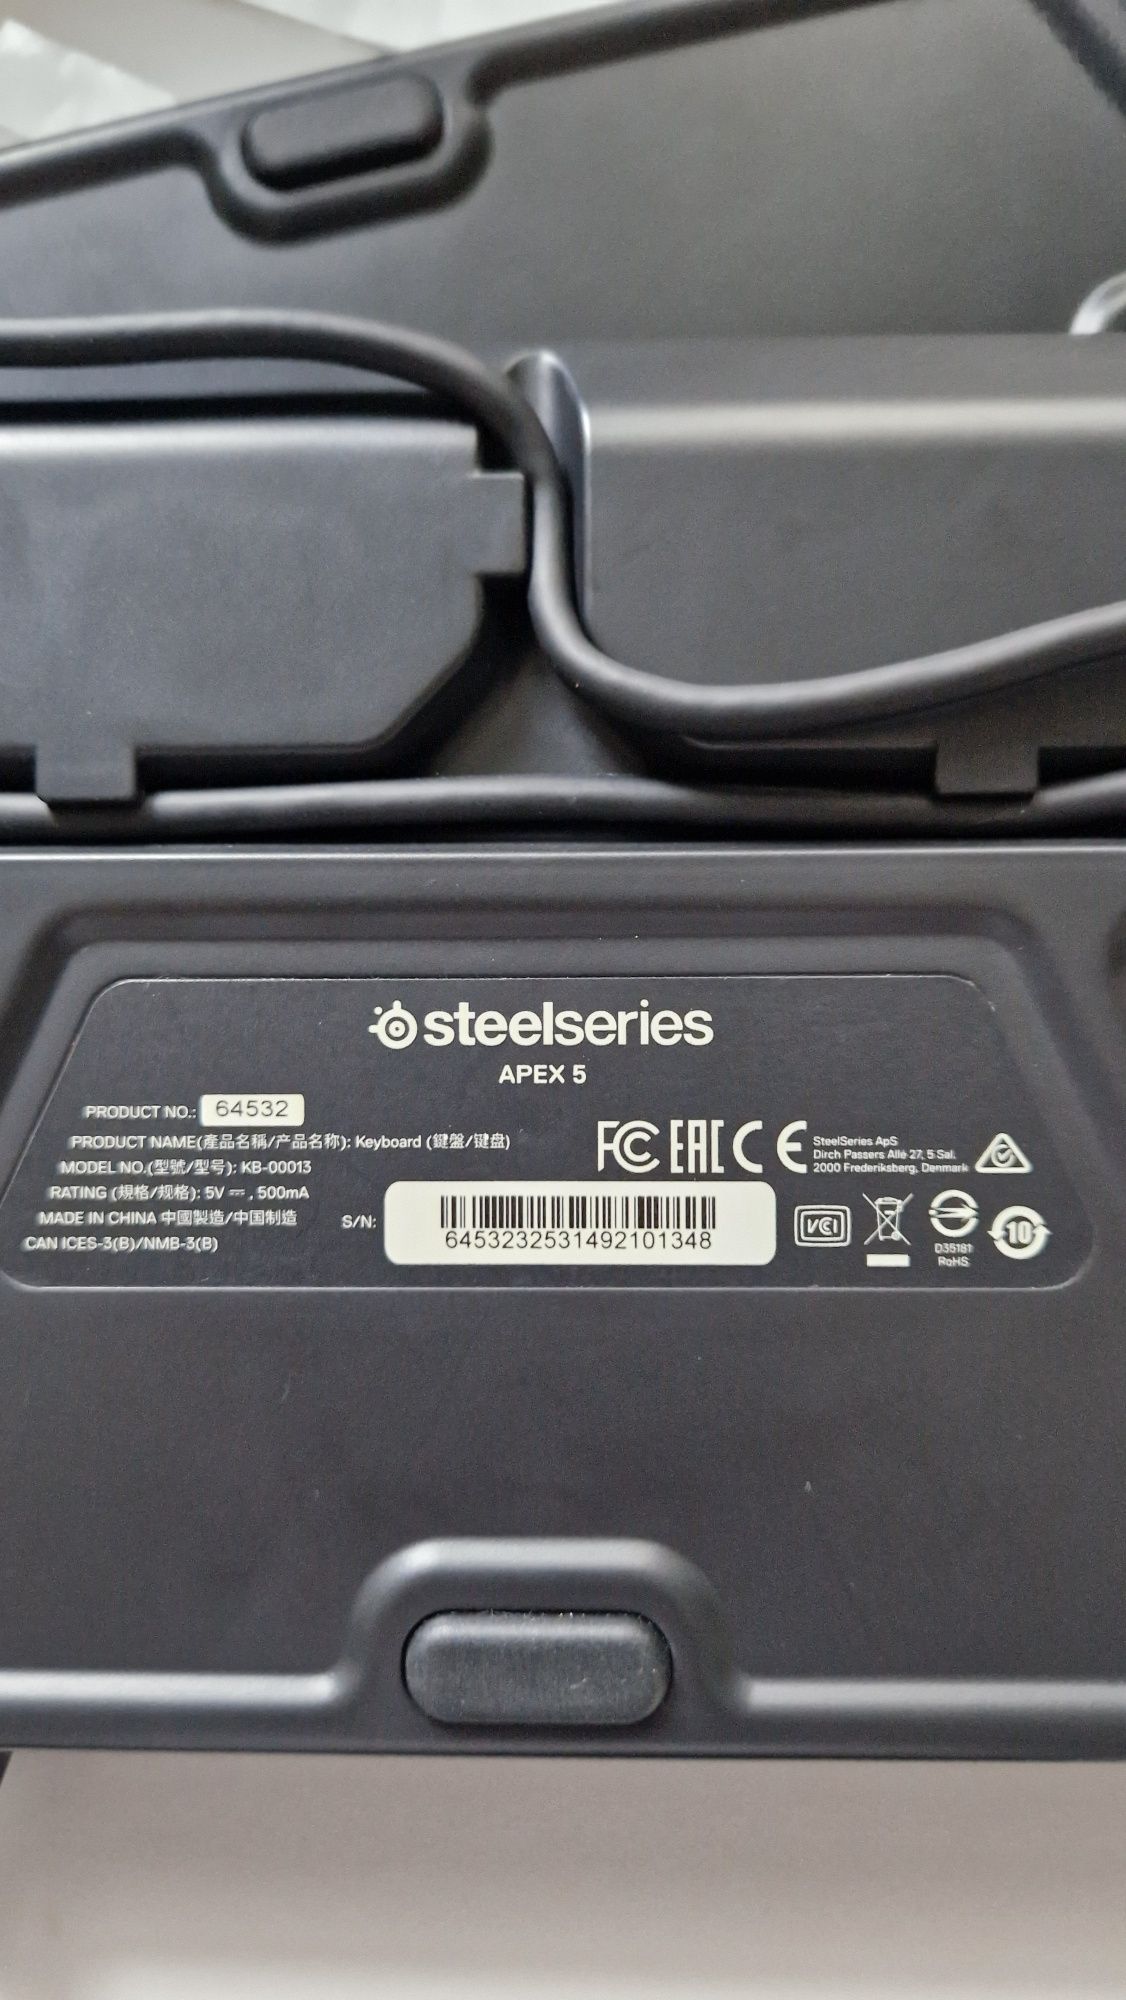 steelseries
APEX 5
PRODUCT NO.: 64532
PRODUCT NAME(產品名稱/产品名称): Keyboard (鍵盤/键盘)
MODEL NO.(型號/型号): KB-00013
RATING (規格/规格): 5V ⎓, 500mA
MADE IN CHINA 中國製造/中国制造
CAN ICES-3(B)/NMB-3(B)
S/N:
6453232531492101348
FC EAC CE
SteelSeries ApS
Dirch Passers Allé 27, 5 Sal.
2000 Frederiksberg, Denmark
VCI
D35181
RoHS
10